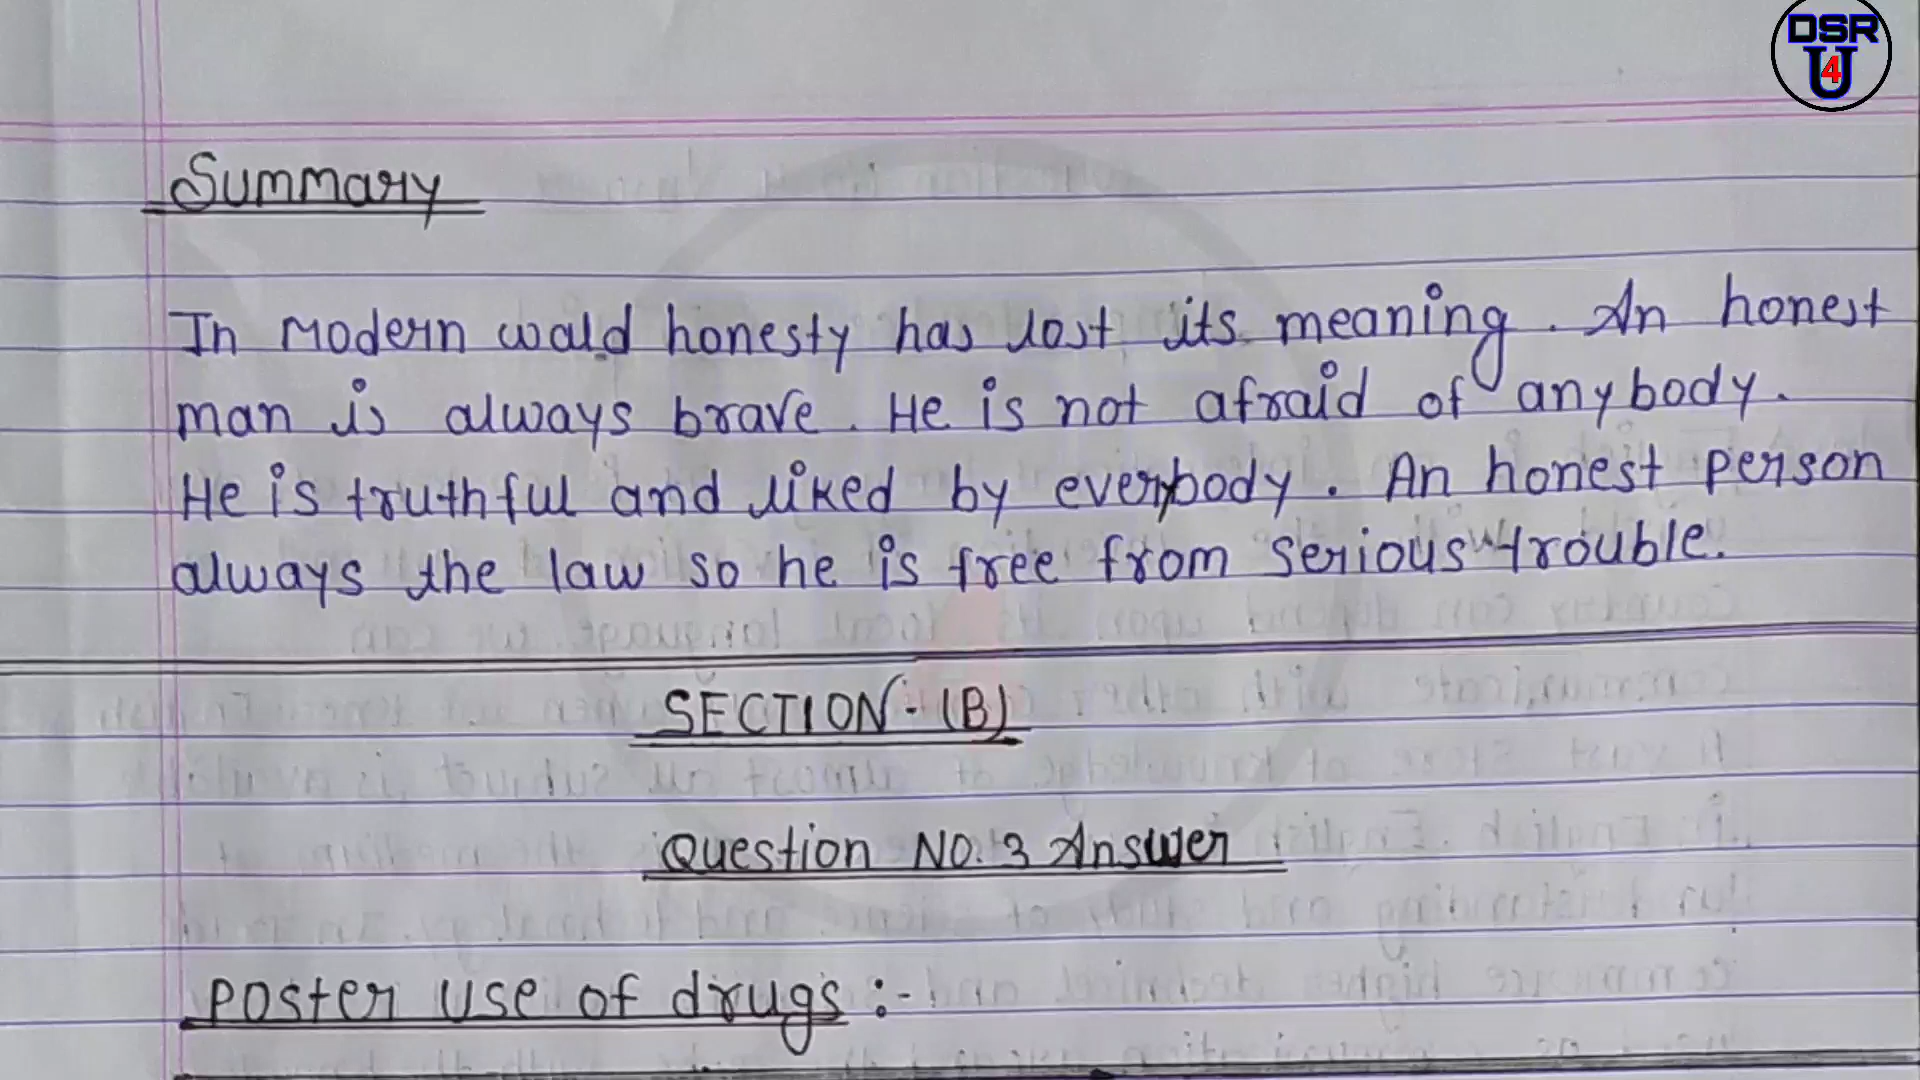 DSR
U
4
Summary
In modern wald honesty has lost its meaning. An honest
man is always brave. He is not afraid of anybody.
He is truthful and liked by everybody. An honest person
always the law so he is free from serious trouble.
SECTION - (B)
Question No. 3 Answer
Poster use of drugs :-